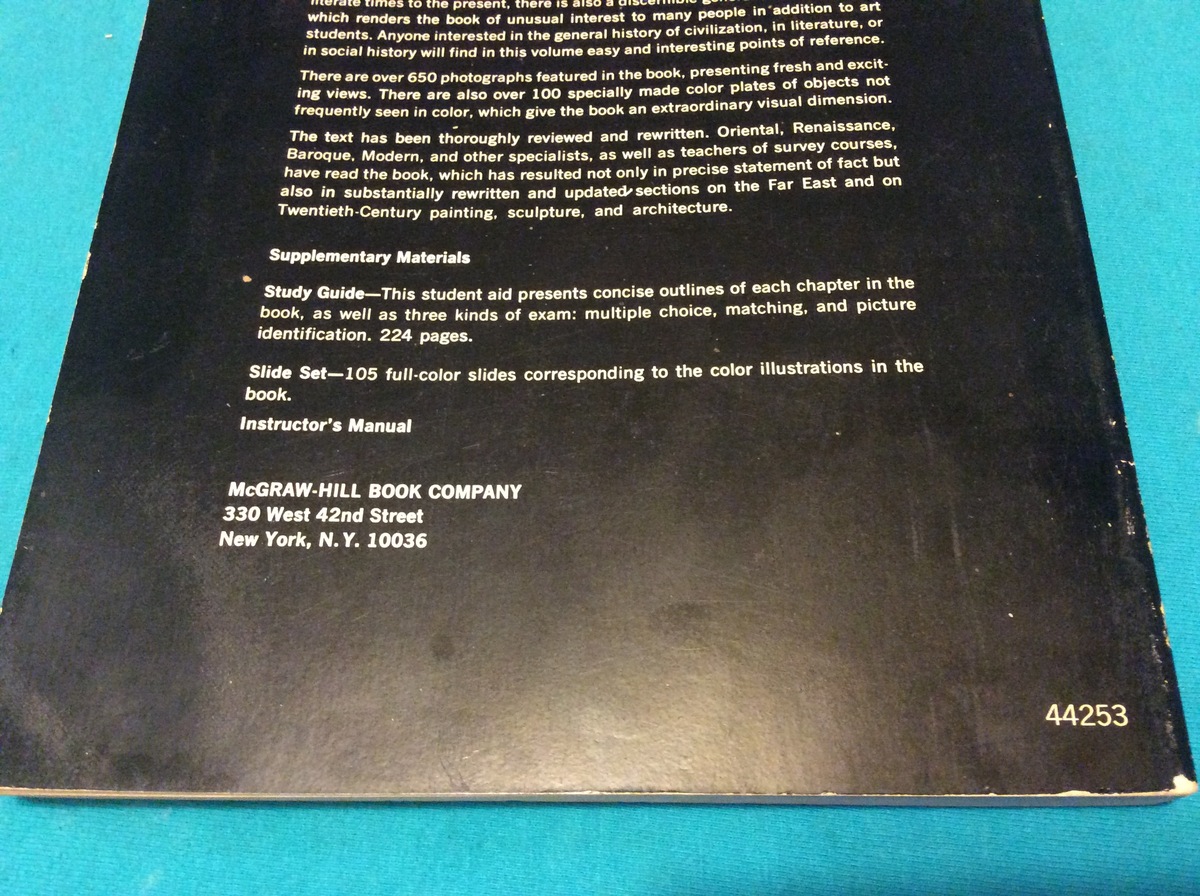 literate times to the present, there is also a discernible
which renders the book of unusual interest to many people in addition to art
students. Anyone interested in the general history of civilization, in literature, or
in social history will find in this volume easy and interesting points of reference.
There are over 650 photographs featured in the book, presenting fresh and excit-
ing views. There are also over 100 specially made color plates of objects not
frequently seen in color, which give the book an extraordinary visual dimension.
The text has been thoroughly reviewed and rewritten. Oriental, Renaissance,
Baroque, Modern, and other specialists, as well as teachers of survey courses,
have read the book, which has resulted not only in precise statement of fact but
also in substantially rewritten and updated sections on the Far East and on
Twentieth-Century painting, sculpture, and architecture.
Supplementary Materials
Study Guide—This student aid presents concise outlines of each chapter in the
book, as well as three kinds of exam: multiple choice, matching, and picture
identification. 224 pages.
Slide Set—105 full-color slides corresponding to the color illustrations in the
book.
Instructor's Manual
McGRAW-HILL BOOK COMPANY
330 West 42nd Street
New York, N.Y. 10036
44253